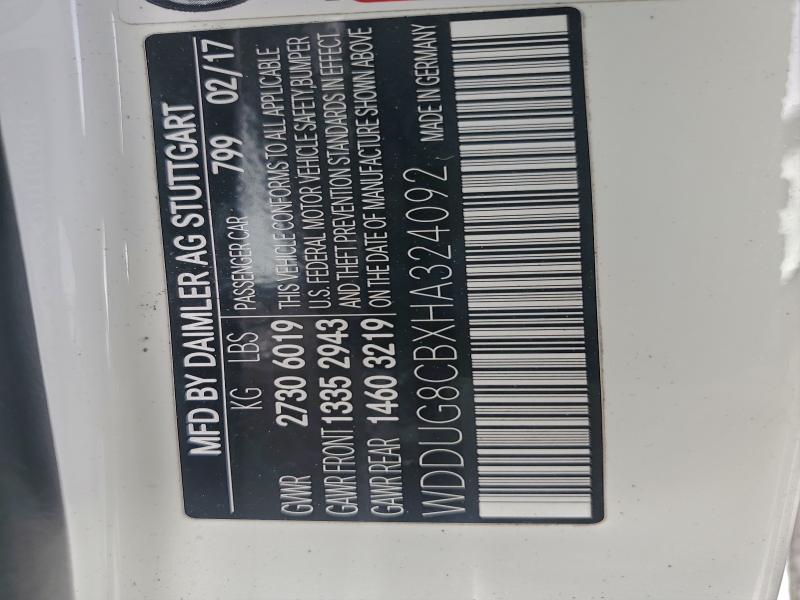 MFD BY DAIMLER AG STUTTGART
KG LBS PASSENGER CAR 799 02/17
GVWR 2730 6019 THIS VEHICLE CONFORMS TO ALL APPLICABLE
GAWR FRONT 1335 2943 U.S. FEDERAL MOTOR VEHICLE SAFETY,BUMPER
GAWR REAR 1460 3219 AND THEFT PREVENTION STANDARDS IN EFFECT
ON THE DATE OF MANUFACTURE SHOWN ABOVE
WDDUG8CBXHA324092 MADE IN GERMANY